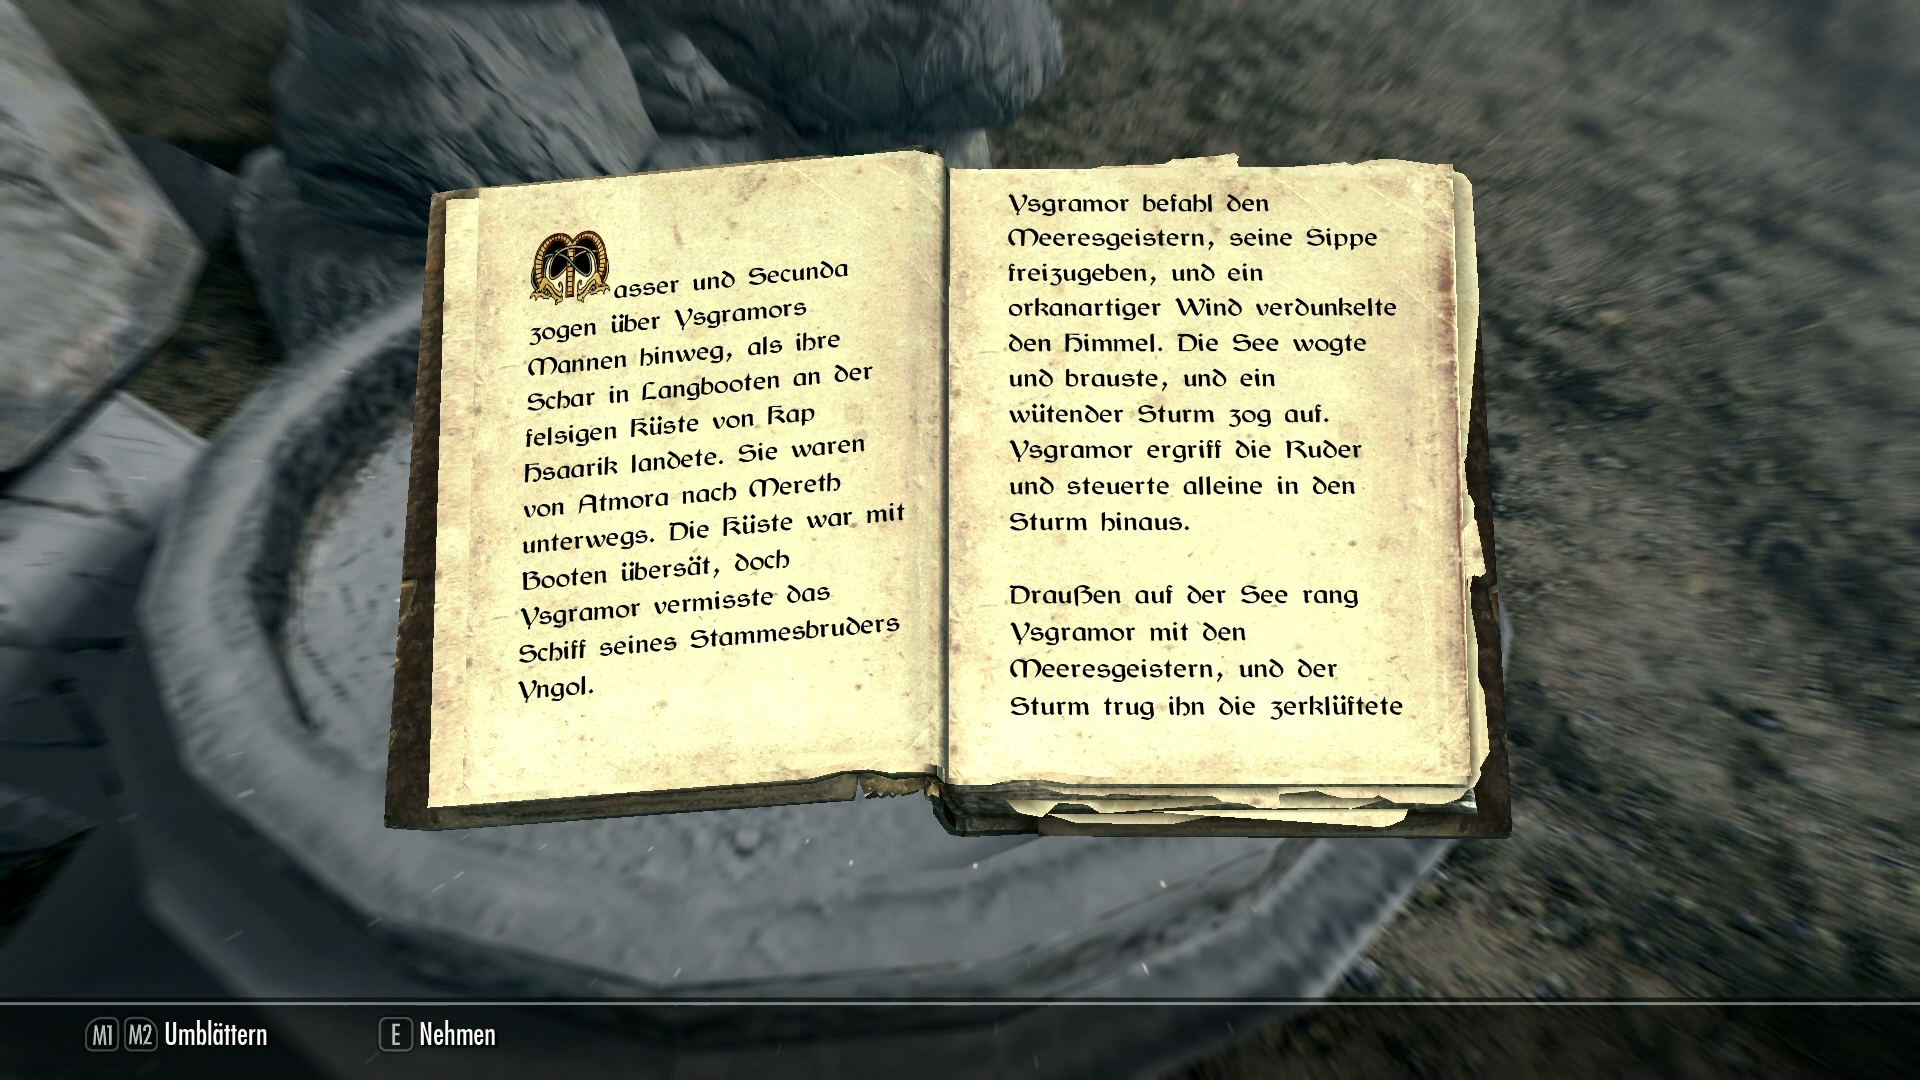 Masser und Secunda
zogen über Ysgramors
Mannen hinweg, als ihre
Schar in Langbooten an der
felsigen Küste von Kap
Hsaarik landete. Sie waren
von Atmora nach Mereth
unterwegs. Die Küste war mit
Booten übersät, doch
Ysgramor vermisste das
Schiff seines Stammesbruders
Yngol.
Ysgramor befahl den
Meeresgeistern, seine Sippe
freizugeben, und ein
orkanartiger Wind verdunkelte
den Himmel. Die See wogte
und brauste, und ein
wütender Sturm zog auf.
Ysgramor ergriff die Ruder
und steuerte alleine in den
Sturm hinaus.
Draußen auf der See rang
Ysgramor mit den
Meeresgeistern, und der
Sturm trug ihn die zerklüftete
M1 M2 Umblättern
E Nehmen